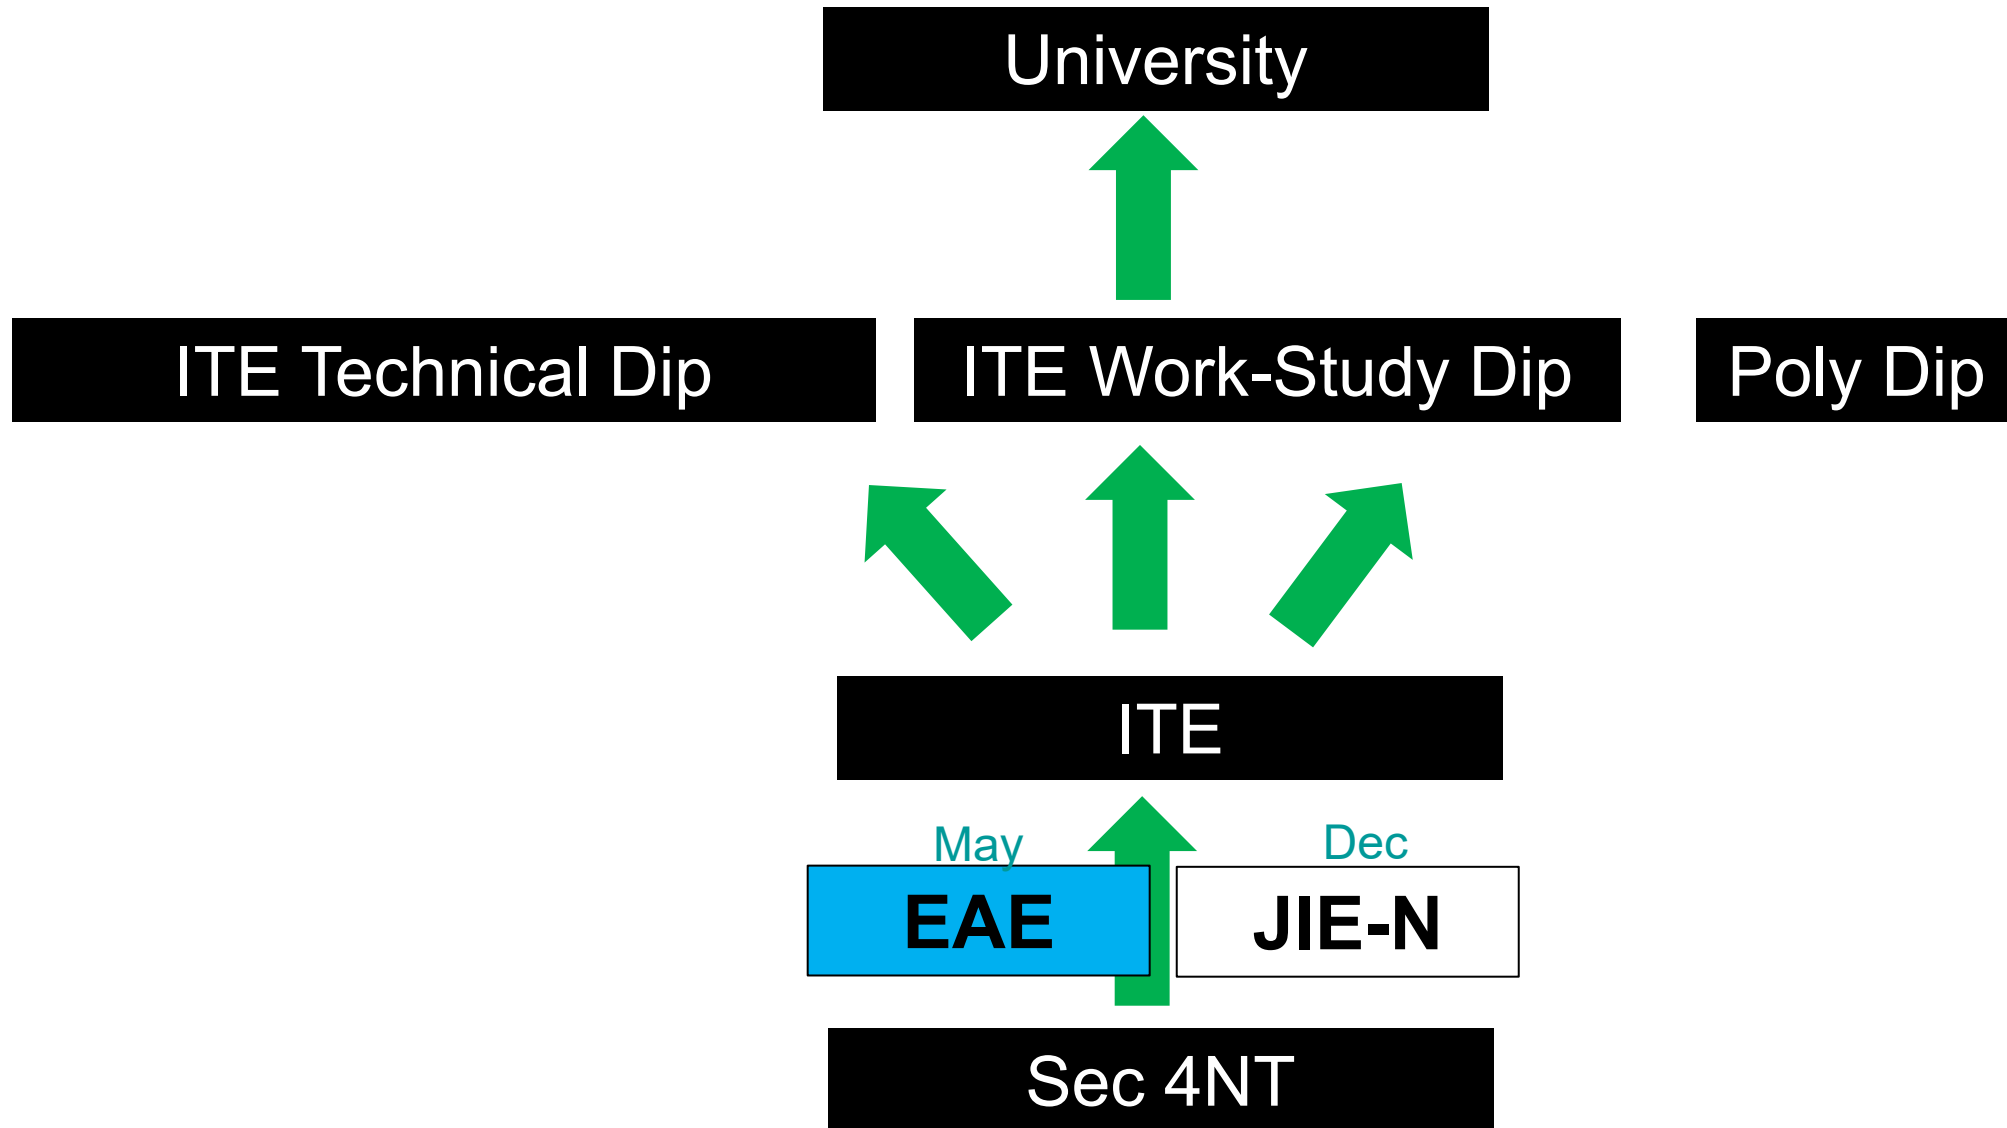 University
ITE Technical Dip
ITE Work-Study Dip
Poly Dip
ITE
May
Dec
EAE
JIE-N
Sec 4NT